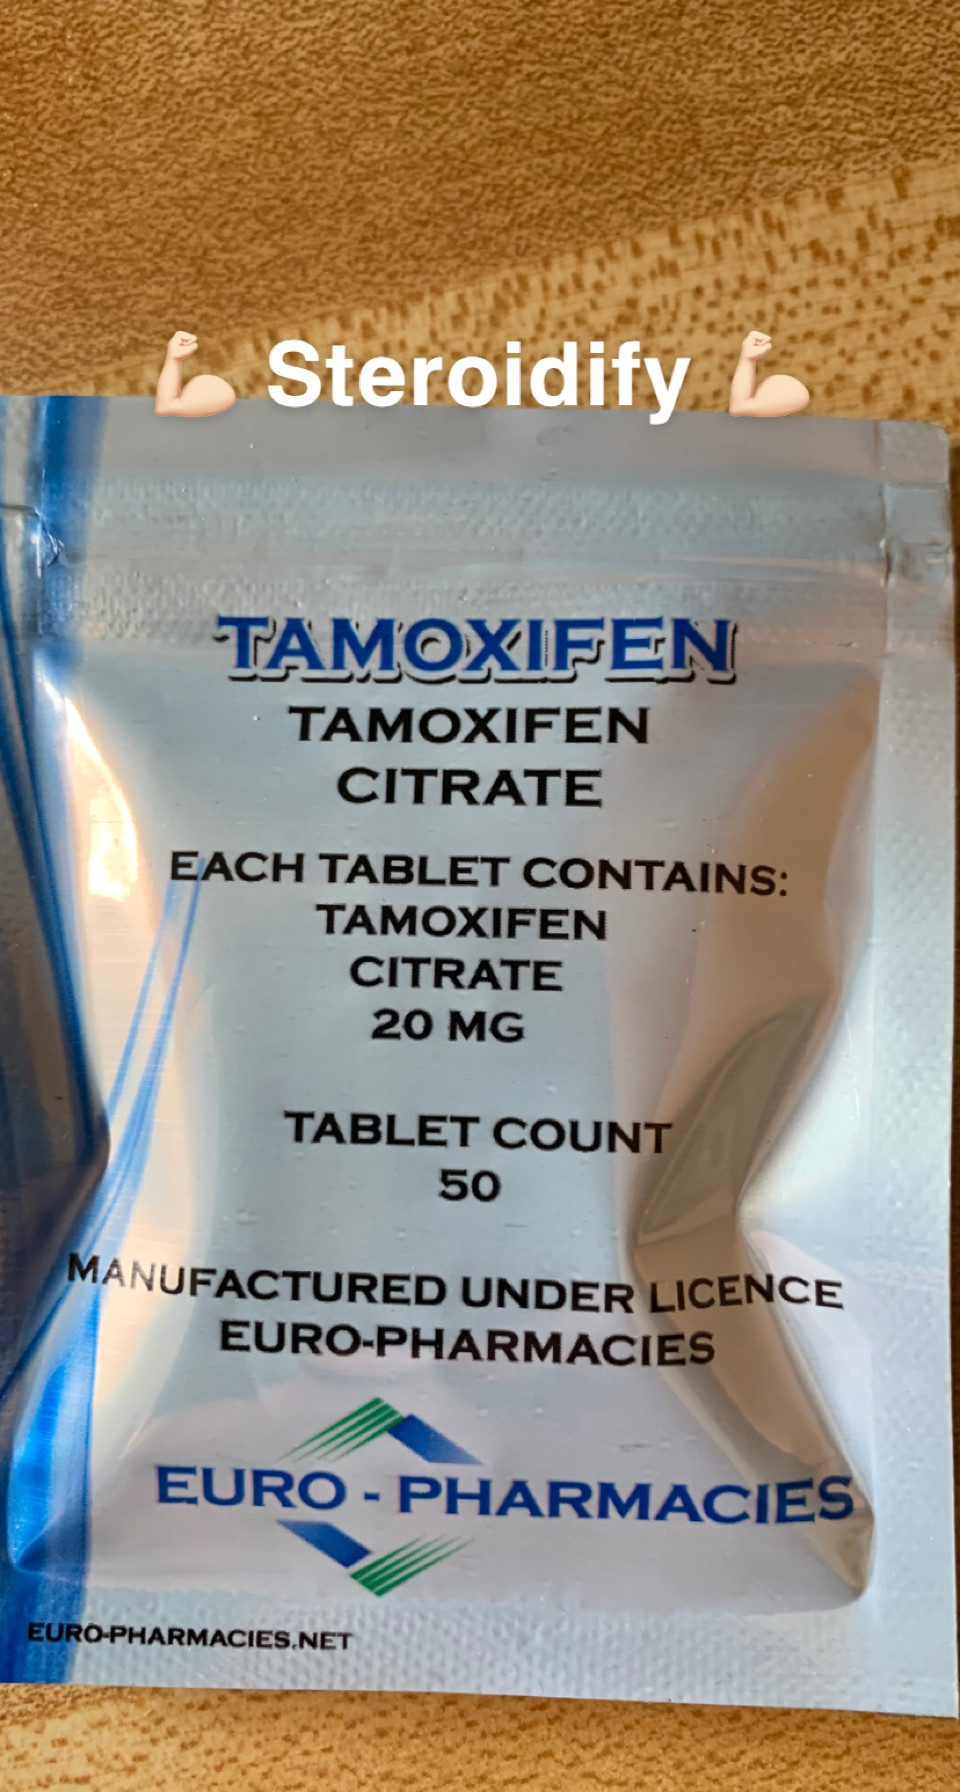 💪🏻 Steroidify 💪🏻
TAMOXIFEN
TAMOXIFEN
CITRATE
EACH TABLET CONTAINS:
TAMOXIFEN
CITRATE
20 MG
TABLET COUNT
50
MANUFACTURED UNDER LICENCE
EURO-PHARMACIES
EURO - PHARMACIES
EURO-PHARMACIES.NET